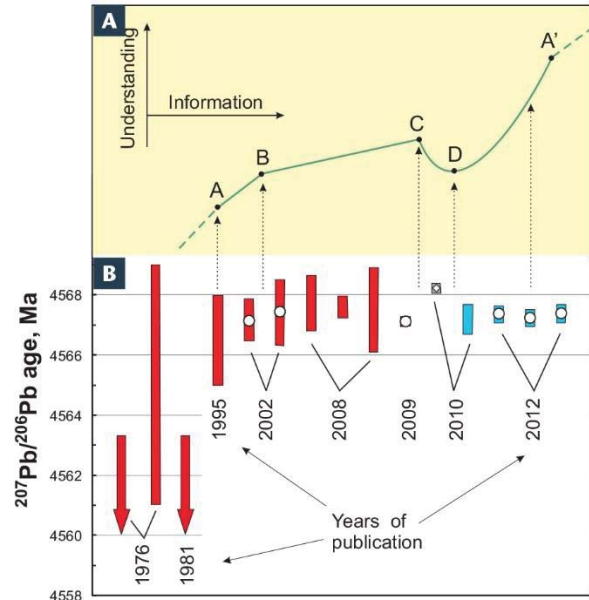 A
Understanding
Information
A
B
C
D
A’
B
²⁰⁷Pb/²⁰⁶Pb age, Ma
4568
4566
4564
4562
4560
4558
1976
1981
1995
2002
2008
2009
2010
2012
Years of
publication